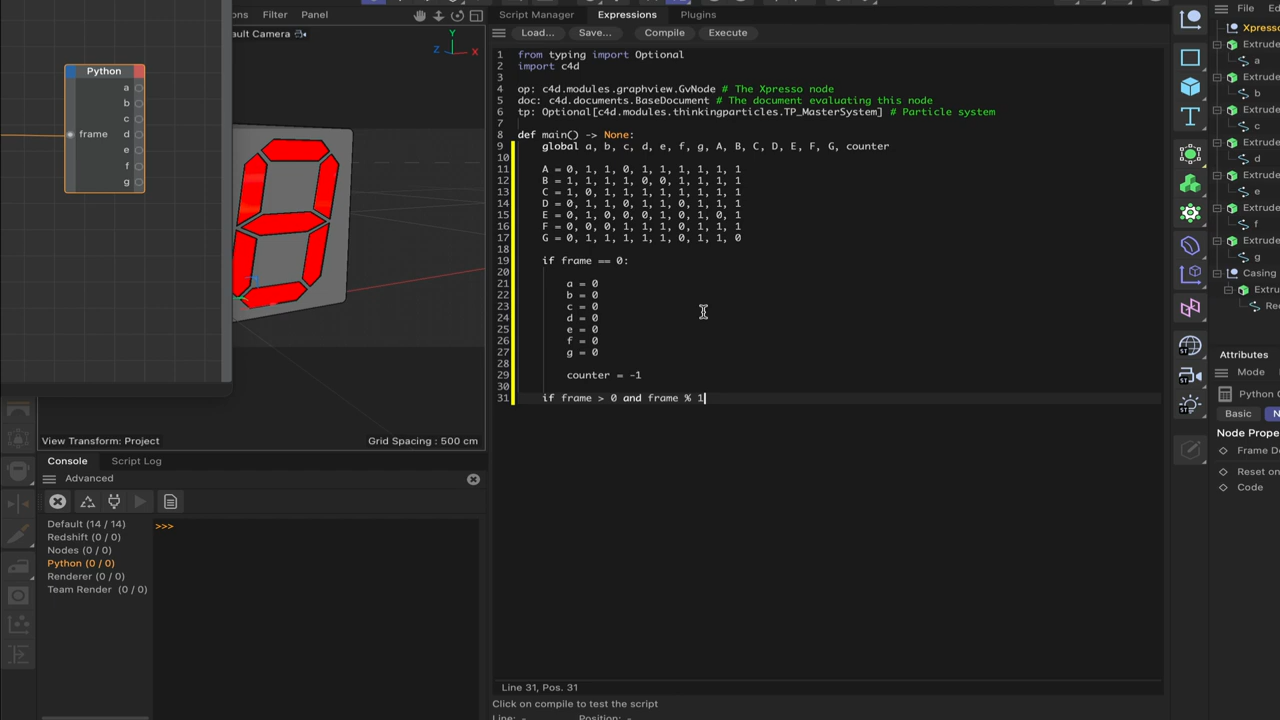 ons Filter Panel
ault Camera
Y
Z X
Python
a
b
c
frame d
e
f
g
View Transform: Project Grid Spacing : 500 cm
Console Script Log
Advanced
Default (14 / 14)
Redshift (0 / 0)
Nodes (0 / 0)
Python (0 / 0)
Renderer (0 / 0)
Team Render (0 / 0)
>>>
Script Manager Expressions Plugins
Load... Save... Compile Execute
1 from typing import Optional
2 import c4d
3
4 op: c4d.modules.graphview.GvNode # The Xpresso node
5 doc: c4d.documents.BaseDocument # The document evaluating this node
6 tp: Optional[c4d.modules.thinkingparticles.TP_MasterSystem] # Particle system
7
8 def main() -> None:
9 global a, b, c, d, e, f, g, A, B, C, D, E, F, G, counter
10
11 A = 0, 1, 1, 0, 1, 1, 1, 1, 1, 1
12 B = 1, 1, 1, 1, 0, 0, 1, 1, 1, 1
13 C = 1, 0, 1, 1, 1, 1, 1, 1, 1, 1
14 D = 0, 1, 1, 0, 1, 1, 0, 1, 1, 1
15 E = 0, 1, 0, 0, 0, 1, 0, 1, 0, 1
16 F = 0, 0, 0, 1, 1, 1, 0, 1, 1, 1
17 G = 0, 1, 1, 1, 1, 1, 0, 1, 1, 0
18
19 if frame == 0:
20
21 a = 0
22 b = 0
23 c = 0
24 d = 0
25 e = 0
26 f = 0
27 g = 0
28
29 counter = -1
30
31 if frame > 0 and frame % 1
Line 31, Pos. 31
Click on compile to test the script
Line: - Position: -
File Ed
Xpresso
Extrude
a
Extrude
b
Extrude
c
Extrude
d
Extrude
e
Extrude
f
Extrude
g
Casing
Extru
Re
Attributes
Mode Ed
Python
Basic N
Node Prope
Frame De
Reset on
Code